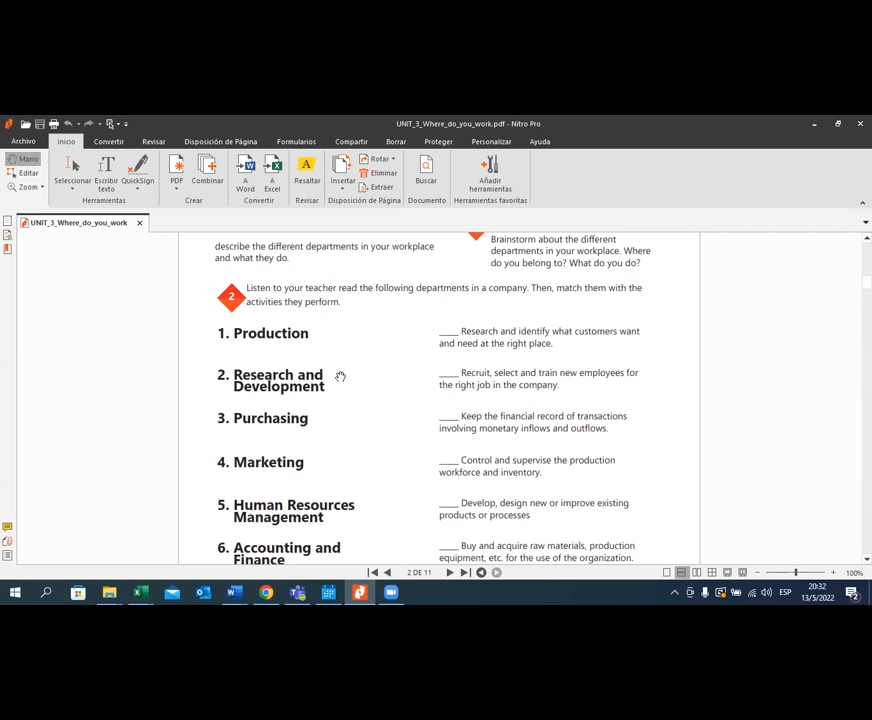 UNIT_3_Where_do_you_work.pdf - Nitro Pro
Archivo Inicio Convertir Revisar Disposición de Página Formularios Compartir Borrar Proteger Personalizar Ayuda
Mano
Editar
Zoom
Seleccionar
Escribir texto
QuickSign
Herramientas
PDF
Combinar
Crear
A Word
A Excel
Convertir
Resaltar
Revisar
Insertar
Rotar
Eliminar
Extraer
Disposición de Página
Buscar
Documento
Añadir herramientas
Herramientas favoritas
UNIT_3_Where_do_you_work
describe the different departments in your workplace
and what they do.
Brainstorm about the different
departments in your workplace. Where
do you belong to? What do you do?
2
Listen to your teacher read the following departments in a company. Then, match them with the
activities they perform.
1. Production
____ Research and identify what customers want
and need at the right place.
2. Research and
Development
____ Recruit, select and train new employees for
the right job in the company.
3. Purchasing
____ Keep the financial record of transactions
involving monetary inflows and outflows.
4. Marketing
____ Control and supervise the production
workforce and inventory.
5. Human Resources
Management
____ Develop, design new or improve existing
products or processes
6. Accounting and
Finance
____ Buy and acquire raw materials, production
equipment, etc. for the use of the organization.
2 DE 11
100%
ESP
20:32
13/5/2022
2